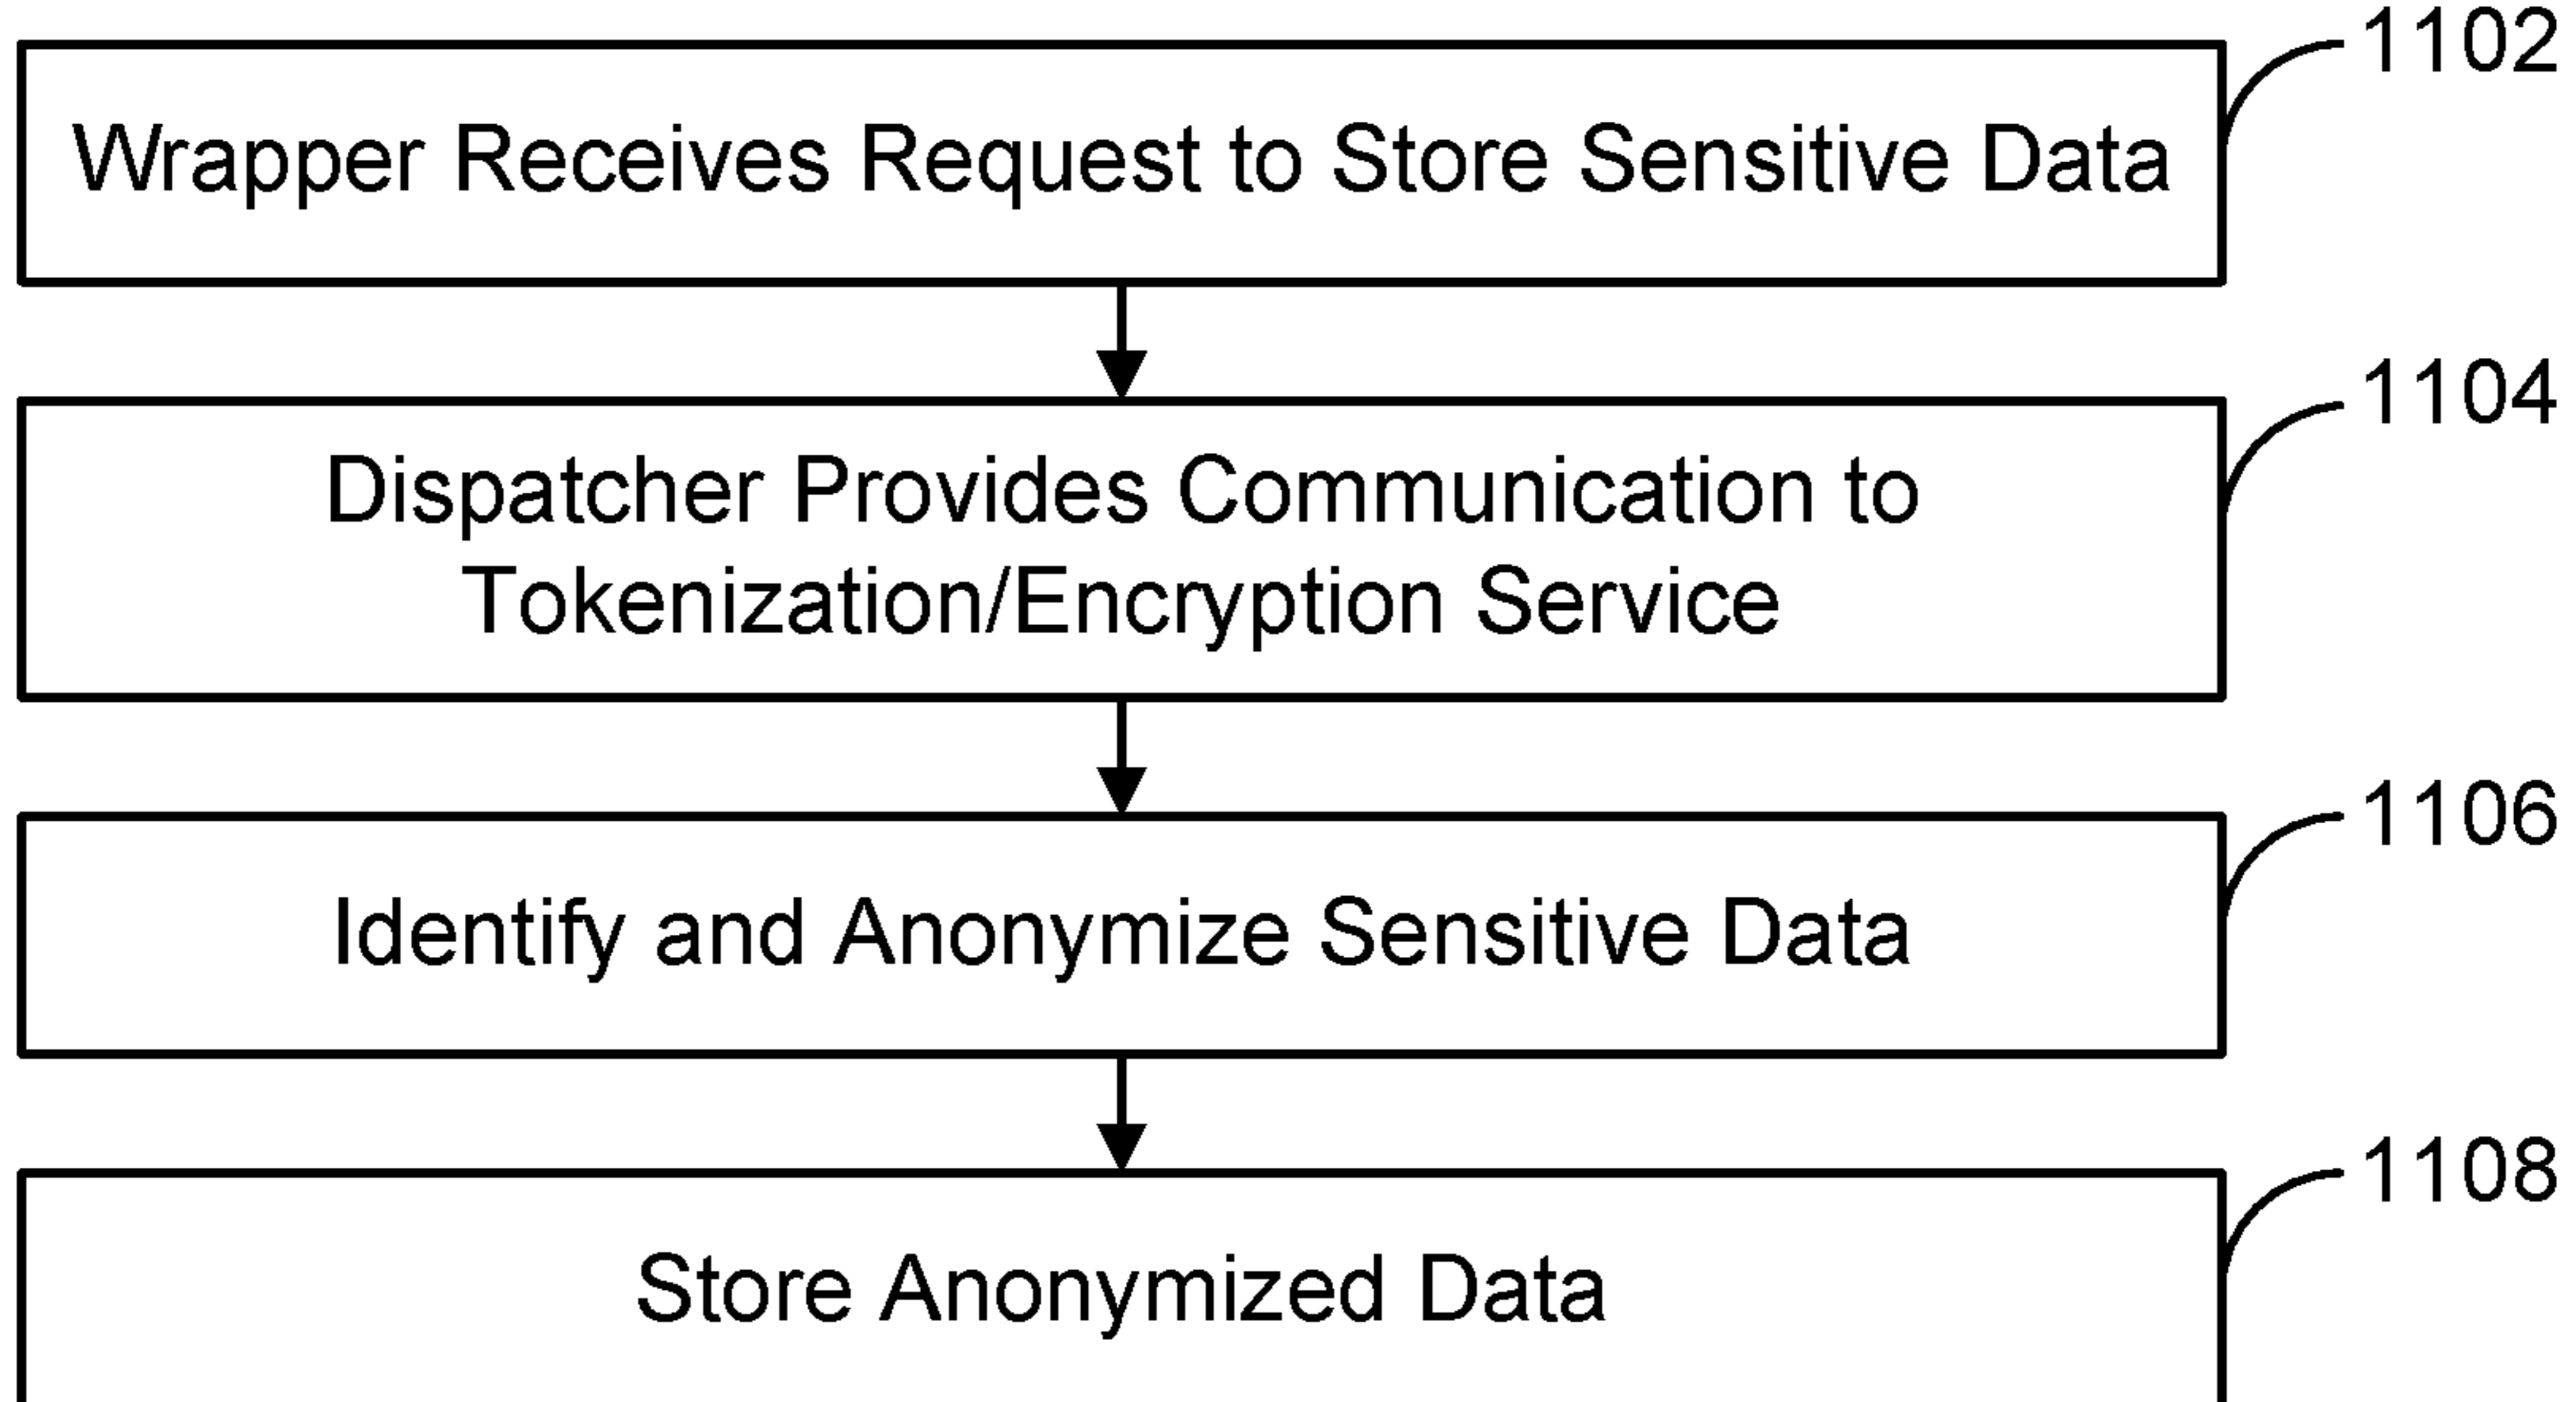 1102
Wrapper Receives Request to Store Sensitive Data
1104
Dispatcher Provides Communication to
Tokenization/Encryption Service
1106
Identify and Anonymize Sensitive Data
1108
Store Anonymized Data